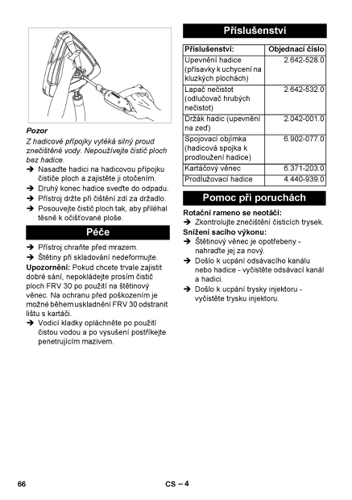 Pozor
Z hadicové přípojky vytéká silný proud
znečištěné vody. Nepoužívejte čistič ploch
bez hadice.
➔ Nasaďte hadici na hadicovou přípojku
čističe ploch a zajistěte ji otočením.
➔ Druhý konec hadice sveďte do odpadu.
➔ Přístroj držte při čištění zdí za držadlo.
➔ Posouvejte čistič ploch tak, aby přiléhal
těsně k očišťované ploše.
Péče
➔ Přístroj chraňte před mrazem.
➔ Štětiny při skladování nedeformujte.
Upozornění: Pokud chcete trvale zajistit
dobré sání, nepokládejte prosím čistič
ploch FRV 30 po použití na štětinový
věnec. Na ochranu před poškozením je
možné během uskladnění FRV 30 odstranit
lištu s kartáči.
➔ Vodicí kladky opláchněte po použití
čistou vodou a po vysušení postříkejte
penetrujícím mazivem.
Příslušenství
Příslušenství: Objednací číslo
Upevnění hadice 2.642-528.0
(přísavky k uchycení na
kluzkých plochách)
Lapač nečistot 2.642-532.0
(odlučovač hrubých
nečistot)
Držák hadic (upevnění 2.042-001.0
na zeď)
Spojovací objímka 6.902-077.0
(hadicová spojka k
prodloužení hadice)
Kartáčový věnec 6.371-203.0
Prodlužovací hadice 4.440-939.0
Pomoc při poruchách
Rotační rameno se neotáčí:
➔ Zkontrolujte znečištění čisticích trysek.
Snížení sacího výkonu:
➔ Štětinový věnec je opotřebený -
nahraďte jej za nový.
➔ Došlo k ucpání odsávacího kanálu
nebo hadice - vyčistěte odsávací kanál
a hadici.
➔ Došlo k ucpání trysky injektoru -
vyčistěte trysku injektoru.
66 CS – 4